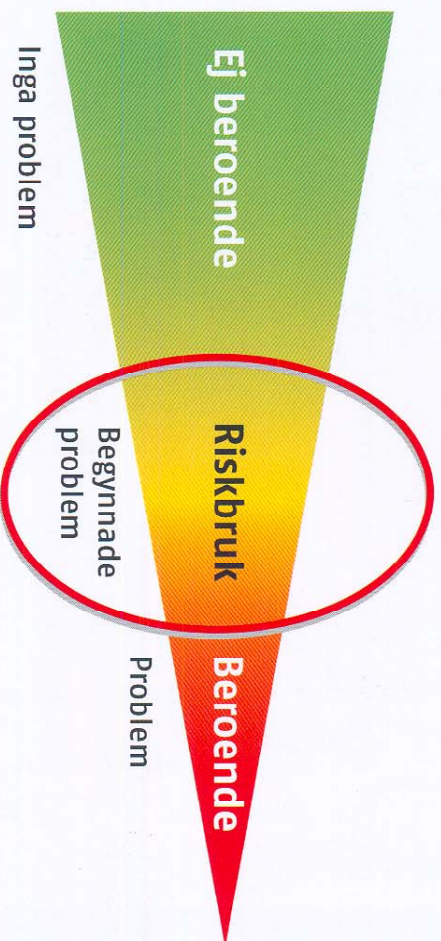 Ej beroende
Riskbruk
Beroende
Inga problem
Begynnade
problem
Problem